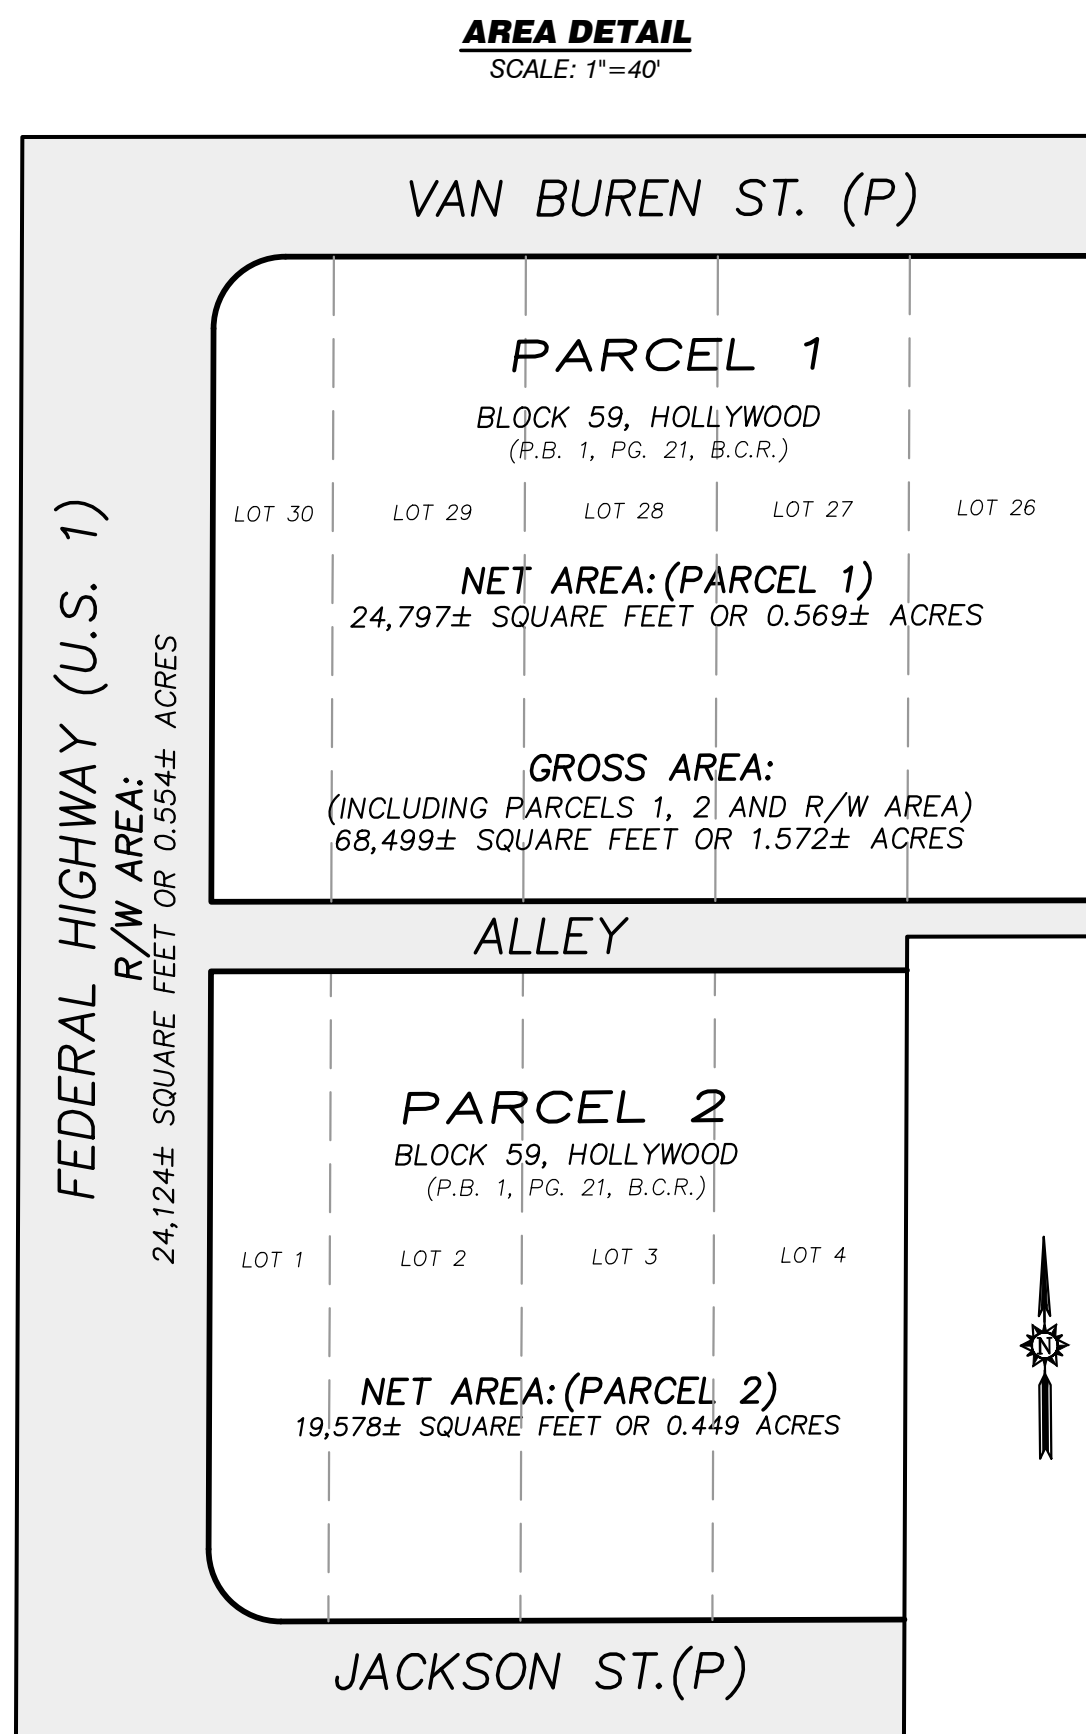 AREA DETAIL
SCALE: 1"=40'
VAN BUREN ST. (P)
PARCEL 1
BLOCK 59, HOLLYWOOD
(P.B. 1, PG. 21, B.C.R.)
LOT 30 LOT 29 LOT 28 LOT 27 LOT 26
NET AREA: (PARCEL 1)
24,797± SQUARE FEET OR 0.569± ACRES
GROSS AREA:
(INCLUDING PARCELS 1, 2 AND R/W AREA)
68,499± SQUARE FEET OR 1.572± ACRES
FEDERAL HIGHWAY (U.S. 1)
R/W AREA:
24,124± SQUARE FEET OR 0.554± ACRES
ALLEY
PARCEL 2
BLOCK 59, HOLLYWOOD
(P.B. 1, PG. 21, B.C.R.)
LOT 1 LOT 2 LOT 3 LOT 4
NET AREA: (PARCEL 2)
19,578± SQUARE FEET OR 0.449 ACRES
N
JACKSON ST.(P)